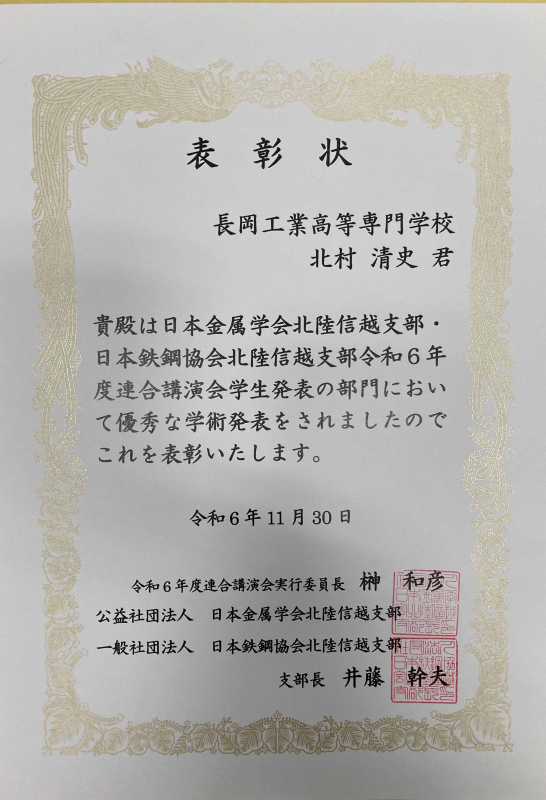 表彰状
長岡工業高等専門学校
北村 清史 君
貴殿は日本金属学会北陸信越支部・
日本鉄鋼協会北陸信越支部令和6年
度連合講演会学生発表の部門におい
て優秀な学術発表をされましたので
これを表彰いたします。
令和6年11月30日
令和6年度連合講演会実行委員長 榊 和彦
公益社団法人 日本金属学会北陸信越支部
一般社団法人 日本鉄鋼協会北陸信越支部
支部長 井藤 幹夫